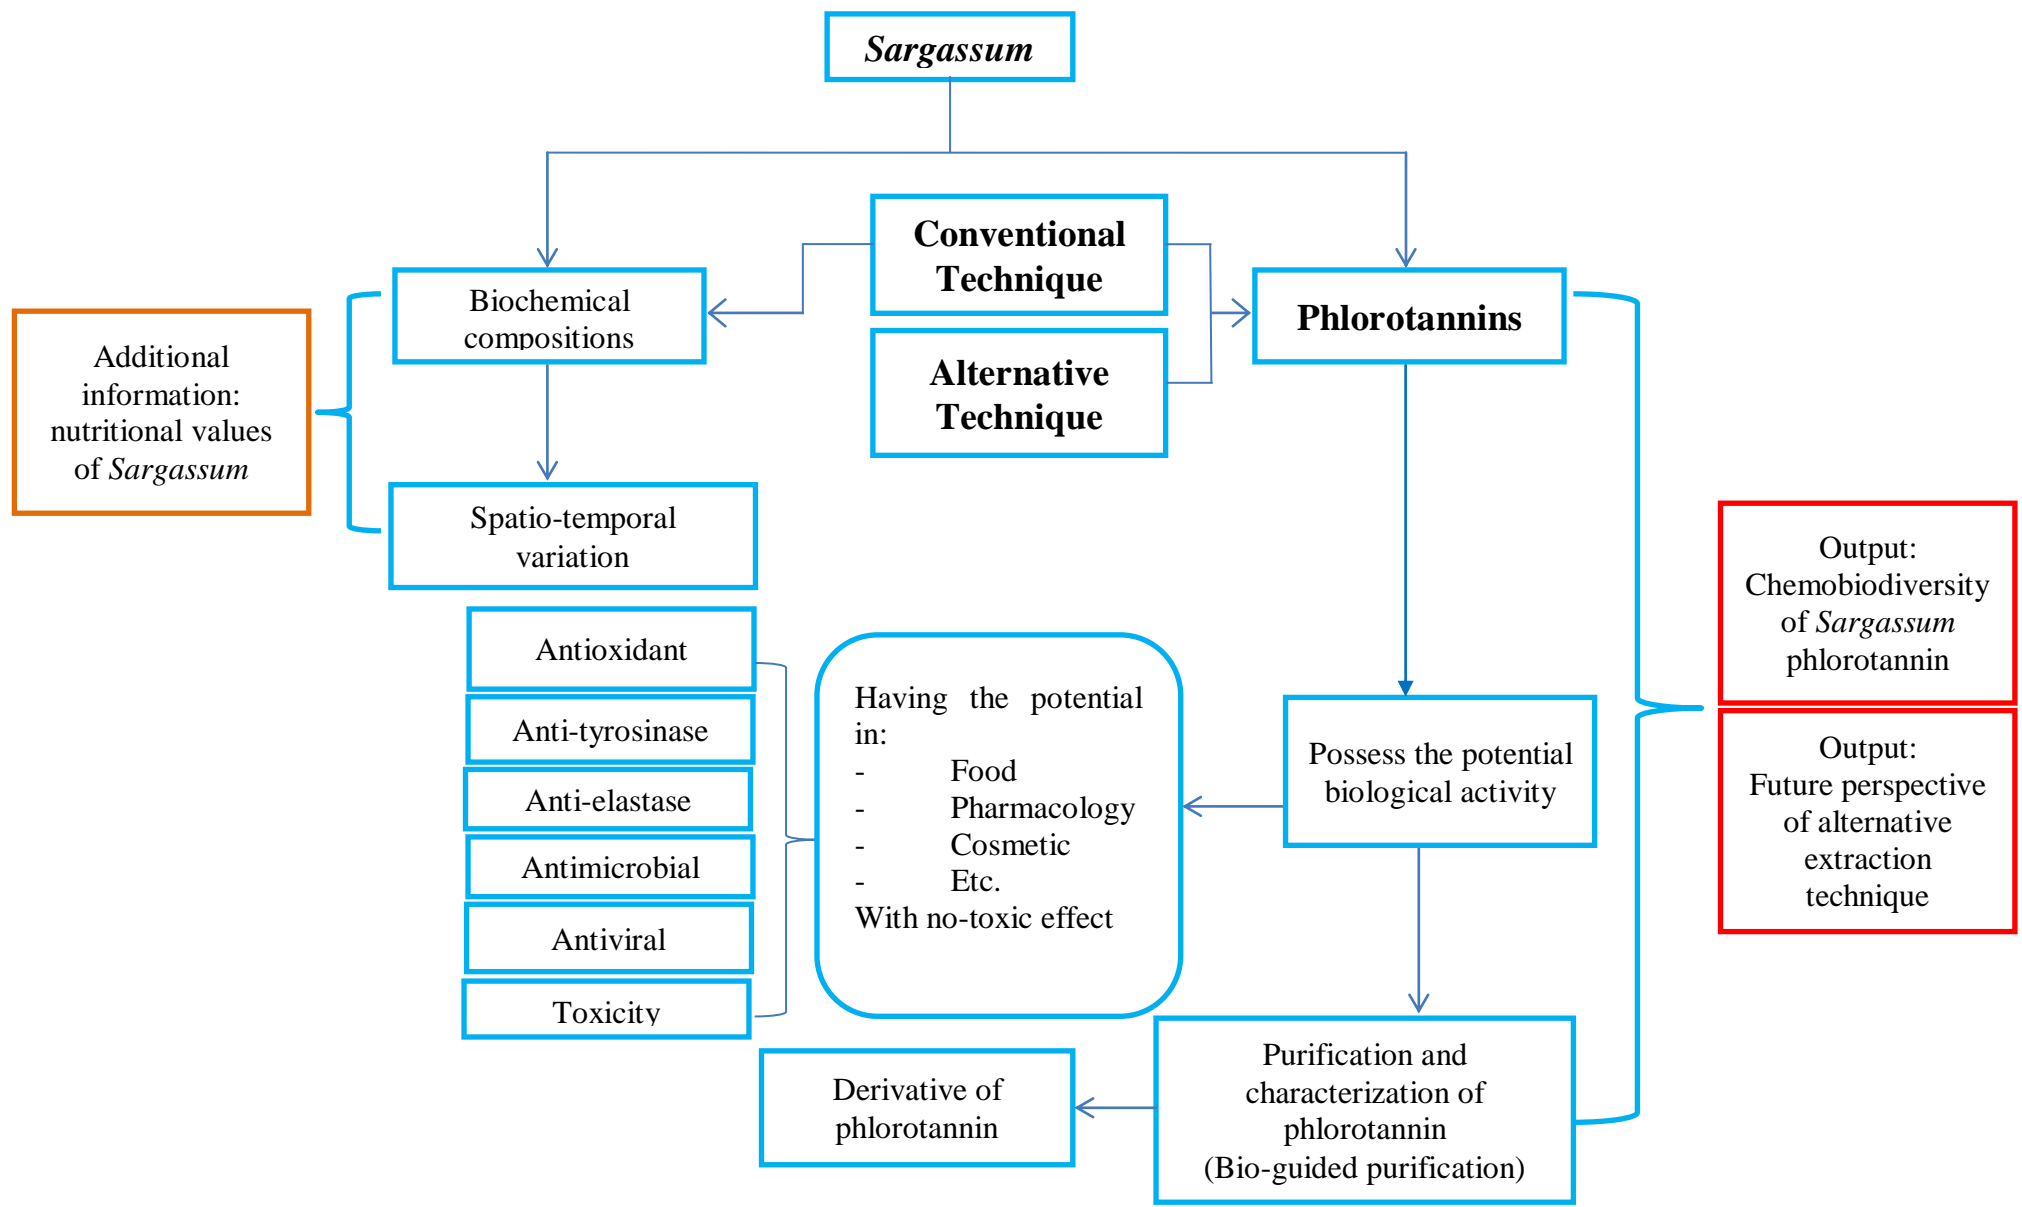 Sargassum
Conventional
Technique
Alternative
Technique
Biochemical
compositions
Phlorotannins
Additional
information:
nutritional values
of Sargassum
Spatio-temporal
variation
Antioxidant
Anti-tyrosinase
Anti-elastase
Antimicrobial
Antiviral
Toxicity
Having the potential
in:
- Food
- Pharmacology
- Cosmetic
- Etc.
With no-toxic effect
Possess the potential
biological activity
Output:
Chemobiodiversity
of Sargassum
phlorotannin
Output:
Future perspective
of alternative
extraction
technique
Derivative of
phlorotannin
Purification and
characterization of
phlorotannin
(Bio-guided purification)